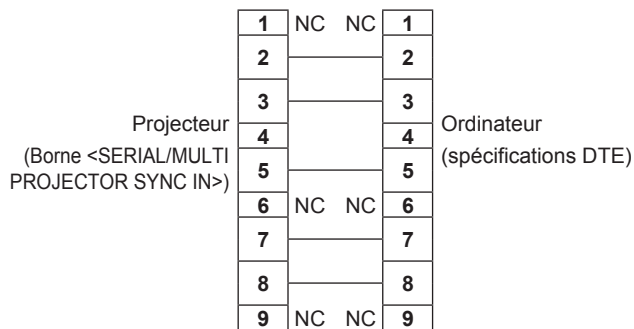 1 NC NC 1
2 2
3 3
Projecteur
4 4
Ordinateur
(Borne <SERIAL/MULTI
(spécifications DTE)
5 5
PROJECTOR SYNC IN>)
6 NC NC 6
7 7
8 8
9 NC NC 9